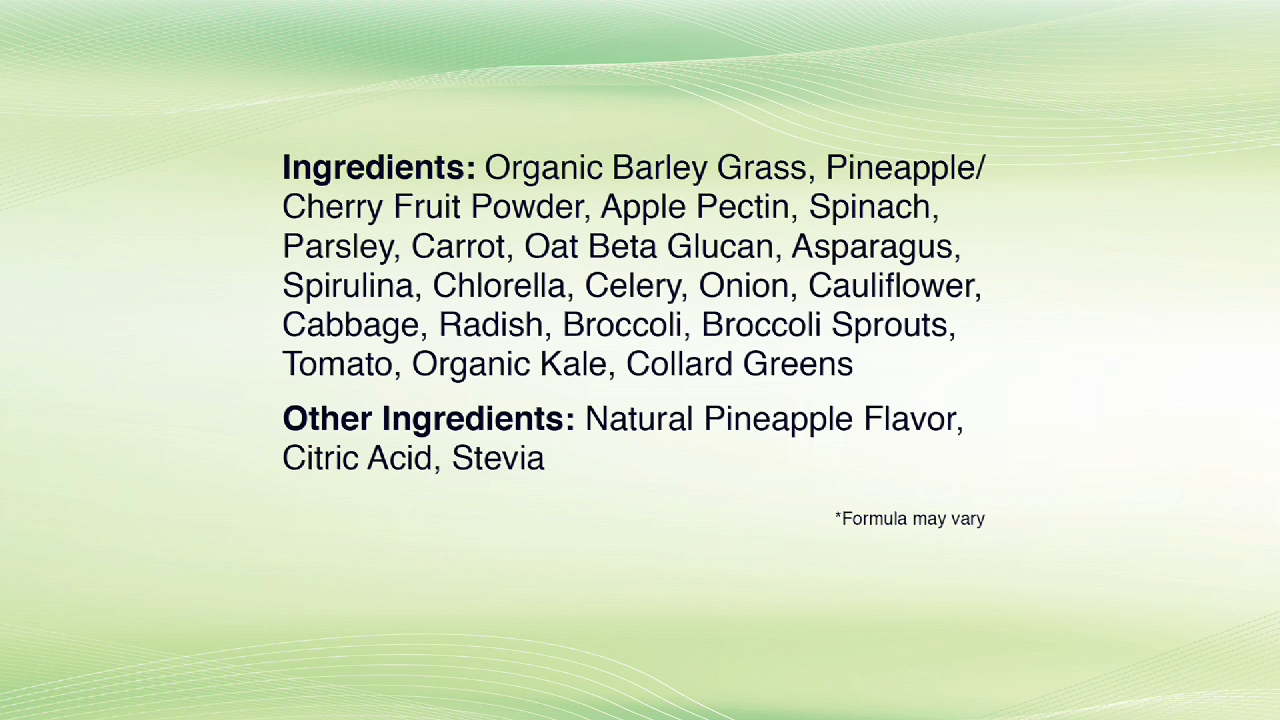 Ingredients: Organic Barley Grass, Pineapple/
Cherry Fruit Powder, Apple Pectin, Spinach,
Parsley, Carrot, Oat Beta Glucan, Asparagus,
Spirulina, Chlorella, Celery, Onion, Cauliflower,
Cabbage, Radish, Broccoli, Broccoli Sprouts,
Tomato, Organic Kale, Collard Greens
Other Ingredients: Natural Pineapple Flavor,
Citric Acid, Stevia
*Formula may vary